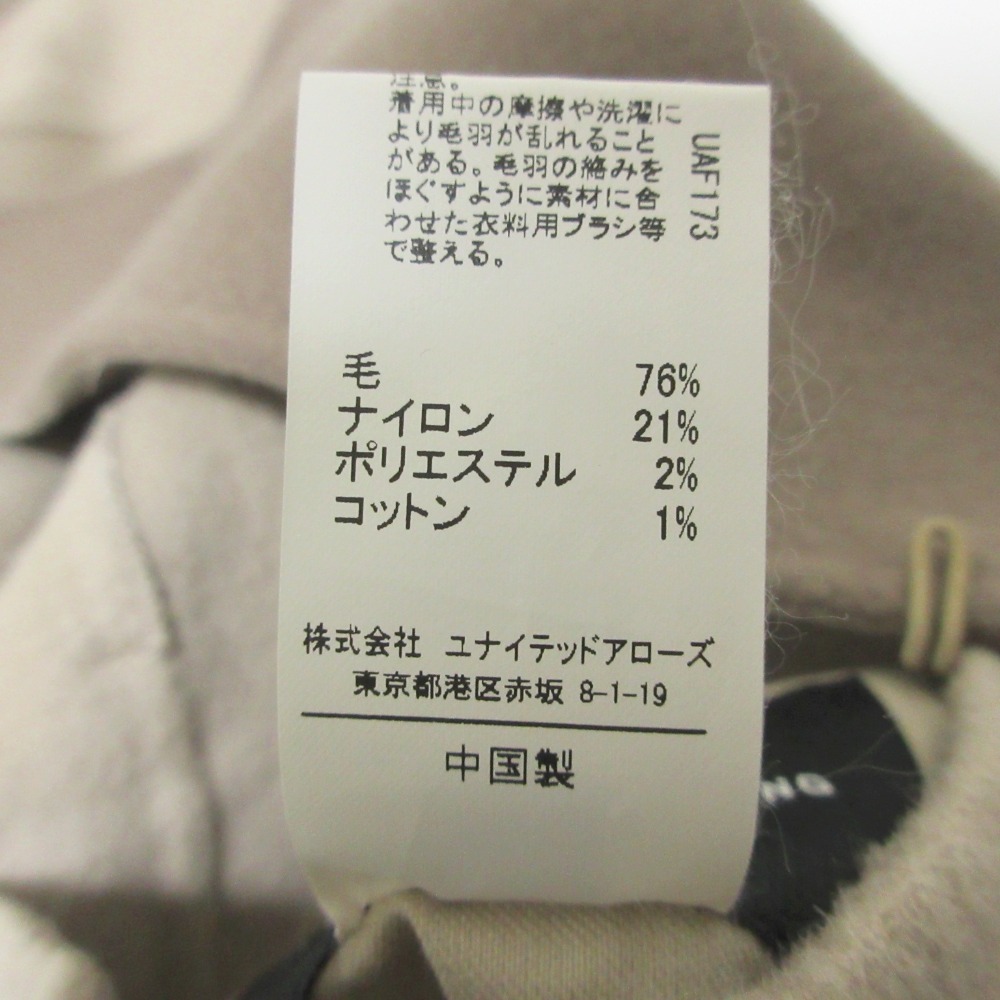 注意。
着用中の摩擦や洗濯に
より毛羽が乱れること
がある。毛羽の絡みを
ほぐすように素材に合
わせた衣料用ブラシ等
で整える。
UAF173
毛 76%
ナイロン 21%
ポリエステル 2%
コットン 1%
株式会社 ユナイテッドアローズ
東京都港区赤坂 8-1-19
中国製
NG